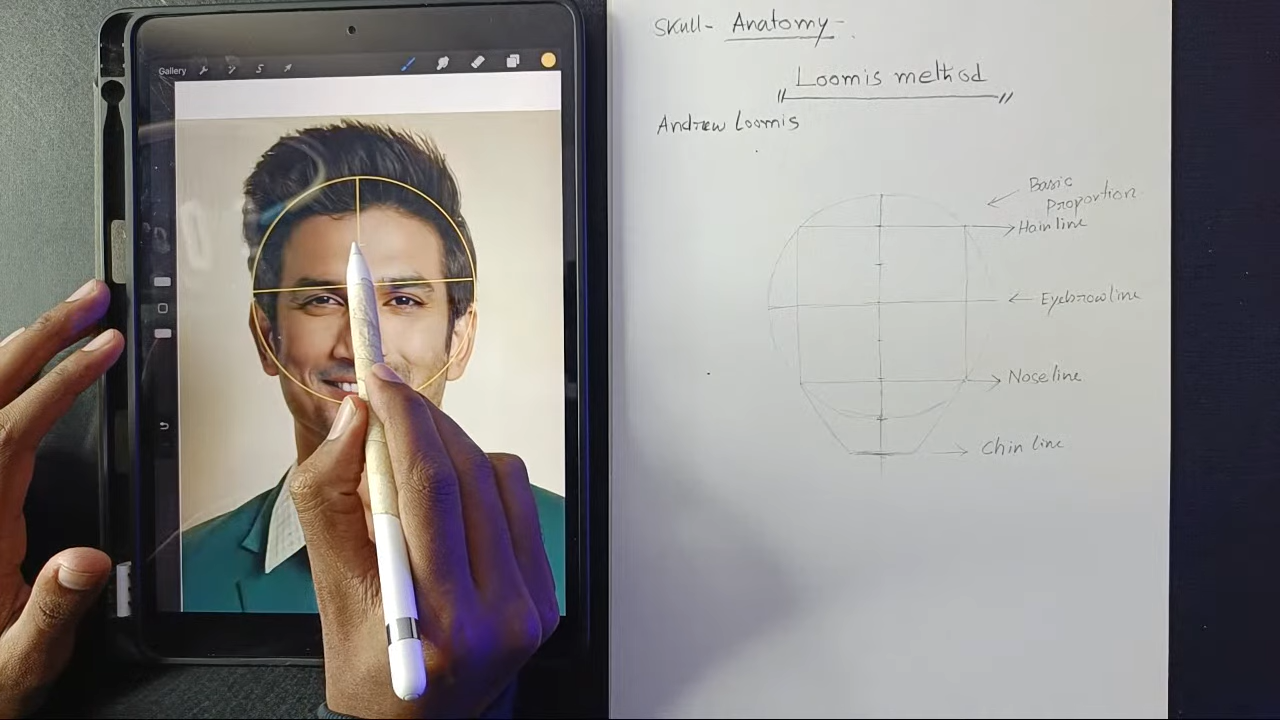 Gallery
Skull- Anatomy-
Loomis method
Andrew Loomis
Basic
Proportion
Hairline
Eyebrowline
Noseline
Chin line